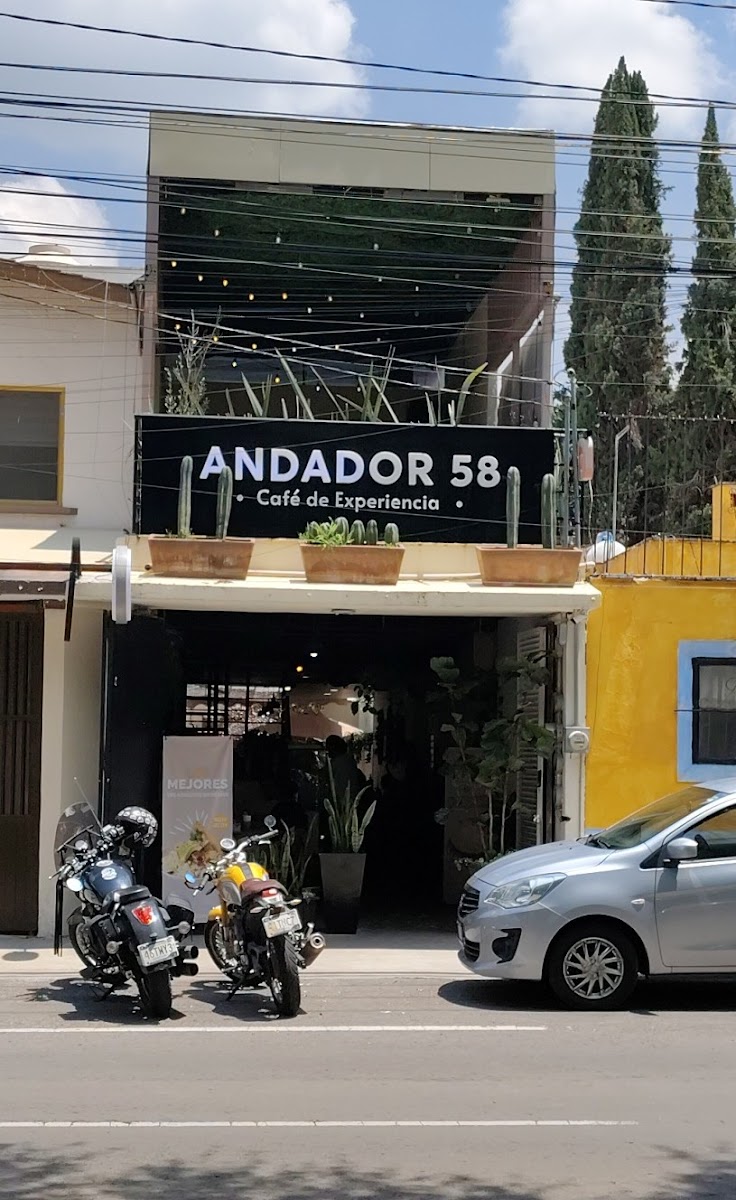 ANDADOR 58
• Café de Experiencia •
MEJORES